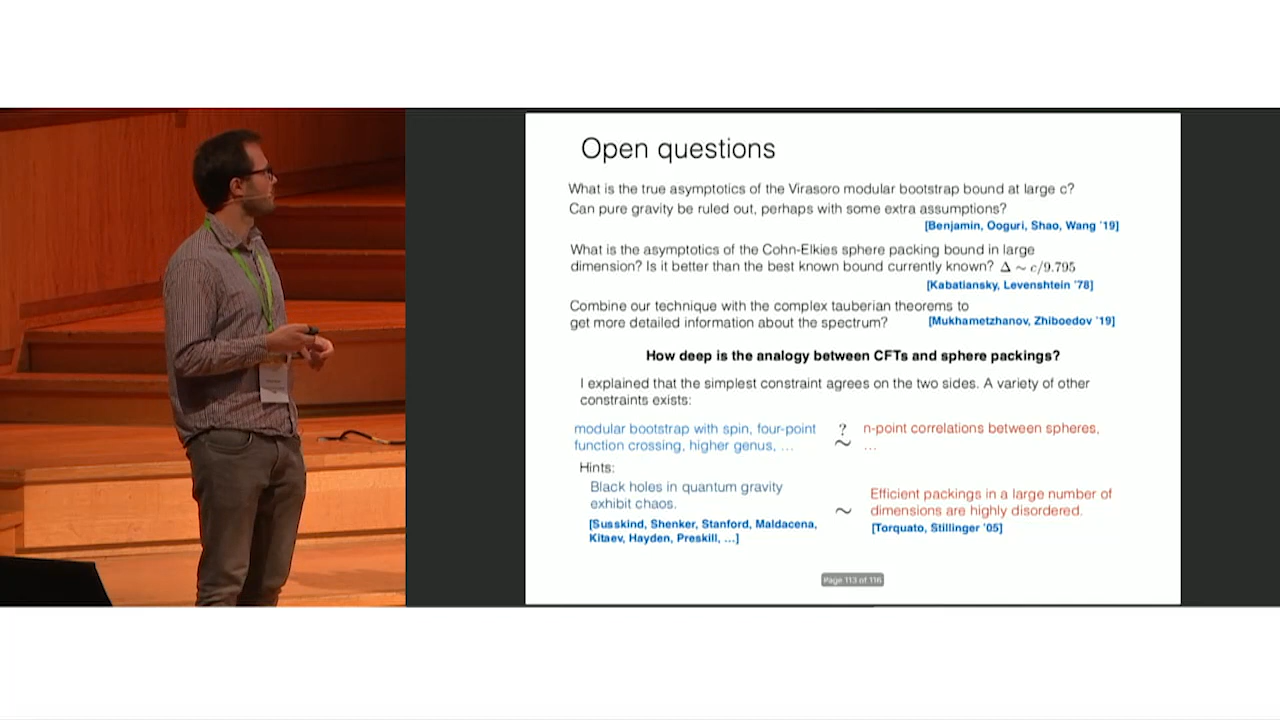 Open questions
What is the true asymptotics of the Virasoro modular bootstrap bound at large c?
Can pure gravity be ruled out, perhaps with some extra assumptions?
[Benjamin, Ooguri, Shao, Wang '19]
What is the asymptotics of the Cohn-Elkies sphere packing bound in large
dimension? Is it better than the best known bound currently known? Δ ∼ c/9.795
[Kabatiansky, Levenshtein '78]
Combine our technique with the complex tauberian theorems to
get more detailed information about the spectrum? [Mukhametzhanov, Zhiboedov '19]
How deep is the analogy between CFTs and sphere packings?
I explained that the simplest constraint agrees on the two sides. A variety of other
constraints exists:
modular bootstrap with spin, four-point ? n-point correlations between spheres,
function crossing, higher genus, … ∼ …
Hints:
Black holes in quantum gravity
exhibit chaos.
[Susskind, Shenker, Stanford, Maldacena,
Kitaev, Hayden, Preskill, ...]
∼
Efficient packings in a large number of
dimensions are highly disordered.
[Torquato, Stillinger '05]
Page 113 of 116